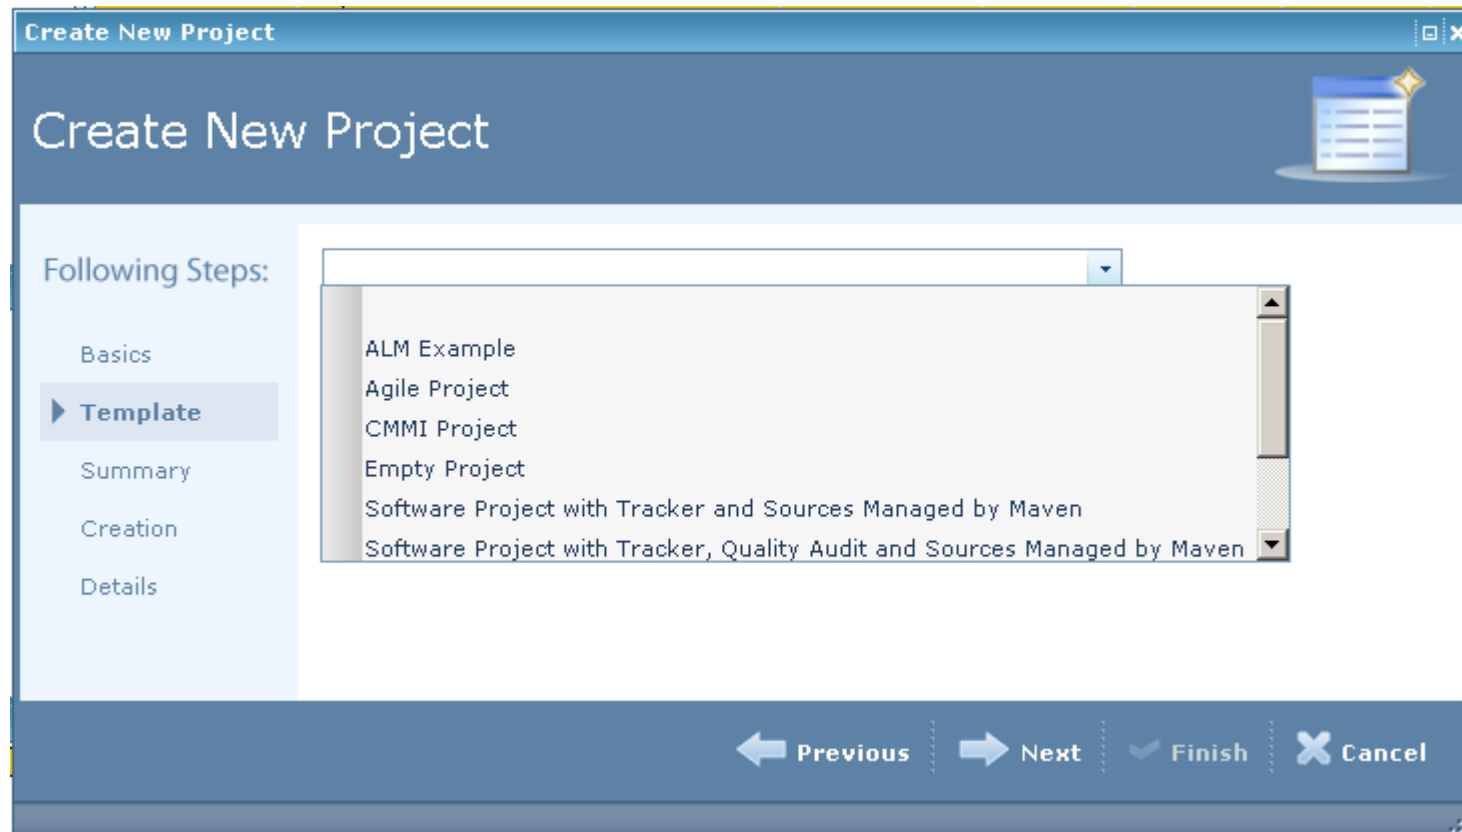 Create New Project
Create New Project
Following Steps:
Basics
Template
Summary
Creation
Details
ALM Example
Agile Project
CMMI Project
Empty Project
Software Project with Tracker and Sources Managed by Maven
Software Project with Tracker, Quality Audit and Sources Managed by Maven
Previous
Next
Finish
Cancel